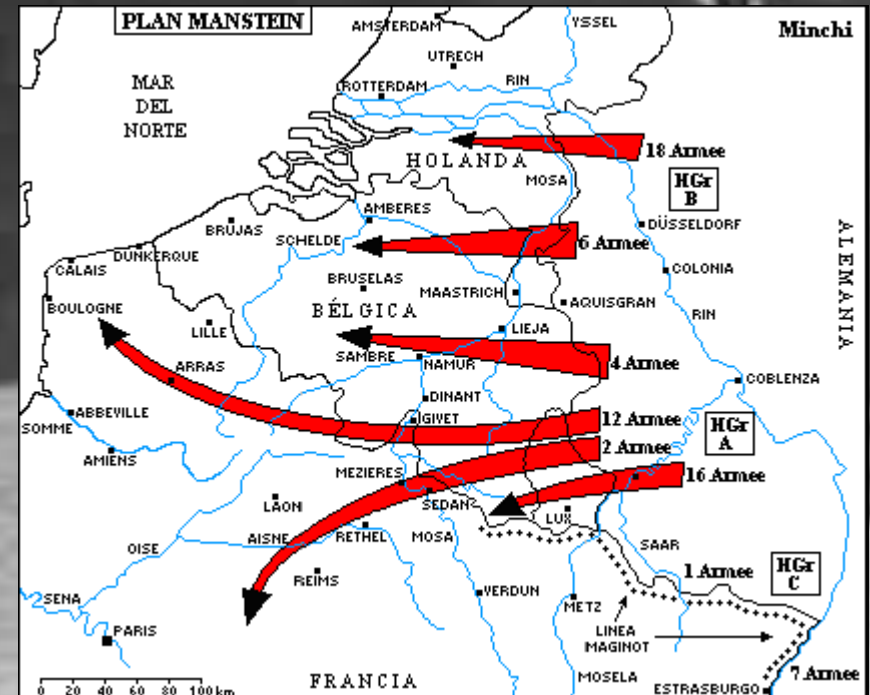 PLAN MANSTEIN
Minchi
AMSTERDAM
YSSEL
UTRECH
MAR
DEL
NORTE
ROTTERDAM
RIN
18 Armee
HOLANDA
HGr
B
MOSA
AMBERES
BRÜJAS
SCHELDE
DÜSSELDORF
6 Armee
DUNKERQUE
CALAIS
COLONIA
BRUSELAS
MAASTRICH
AQUISGRAN
ALEMANIA
BOULOGNE
BÉLGICA
RIN
LILLE
LIEJA
SAMBRE
NAMUR
4 Armee
ARRAS
COBLENZA
DINANT
ABBEVILLE
GIVET
12 Armee
SOMME
HGr
A
2 Armee
AMIENS
MEZIERES
16 Armee
LAON
SEDAN
LUX
AISNE
RETHEL
MOSA
OISE
SAAR
REIMS
1 Armee
HGr
C
SENA
VERDUN
METZ
PARIS
LINEA
MAGINOT
FRANCIA
MOSELA
7 Armee
ESTRASBURGO
0 20 40 60 80 100 km